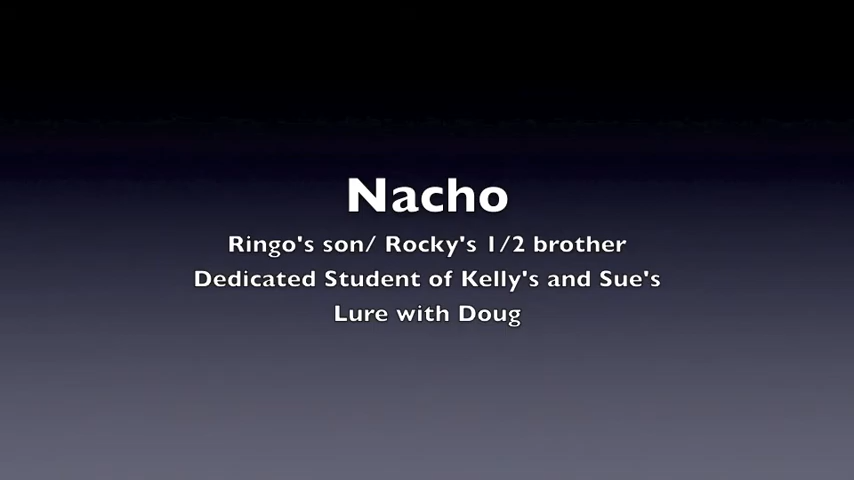 Nacho
Ringo's son/ Rocky's 1/2 brother
Dedicated Student of Kelly's and Sue's
Lure with Doug